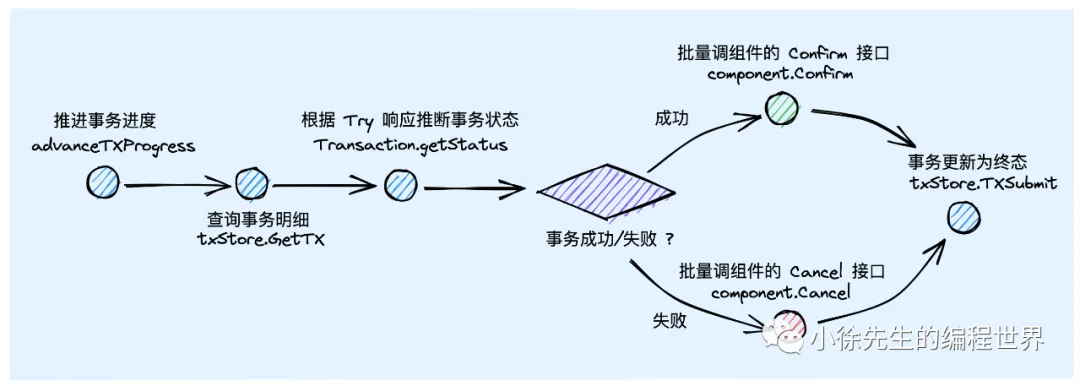 推进事务进度
advanceTXProgress
查询事务明细
txStore.GetTX
根据 Try 响应推断事务状态
Transaction.getStatus
事务成功/失败 ?
成功
批量调组件的 Confirm 接口
component.Confirm
失败
批量调组件的 Cancel 接口
component.Cancel
事务更新为终态
txStore.TXSubmit
小徐先生的编程世界